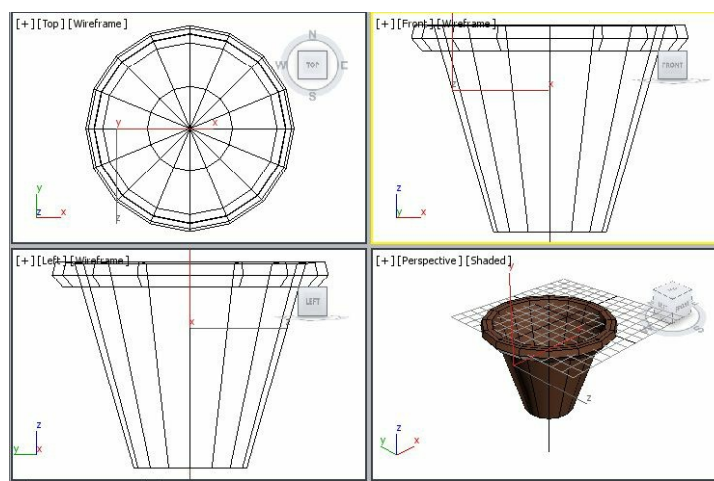 [+] [Top] [Wireframe]
N
W
TOP
E
S
y
x
z
y
z
x
[+] [Front] [Wireframe]
FRONT
z
x
z
y
x
[+] [Left] [Wireframe]
LEFT
x
z
z
y
x
[+] [Perspective] [Shaded]
y
z
z
y
x